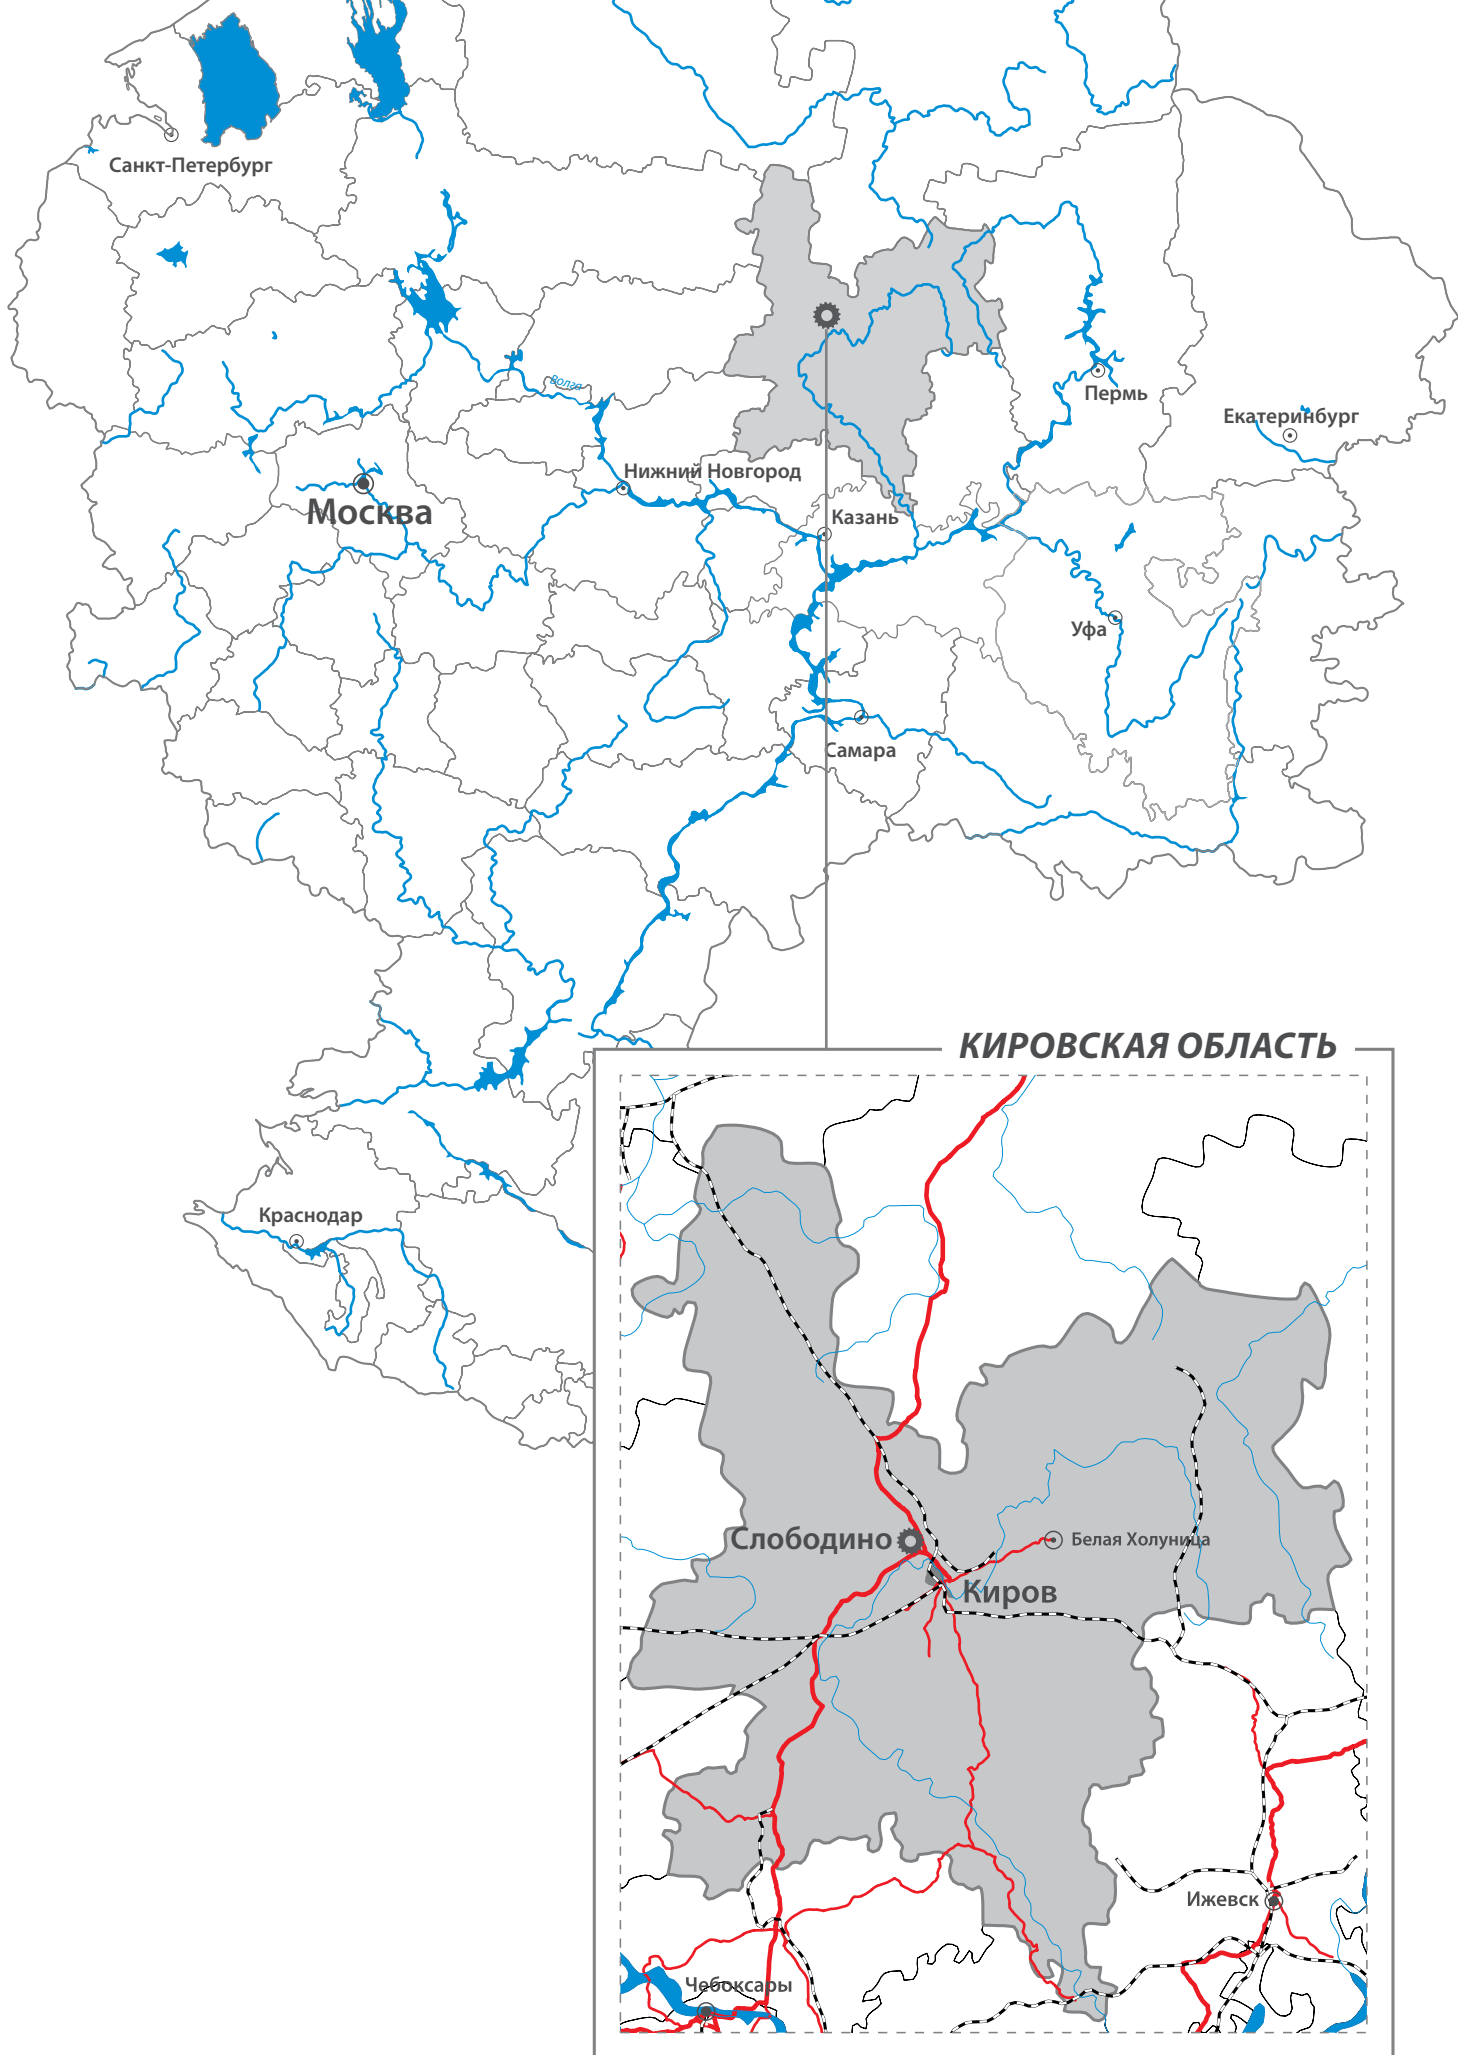 Санкт-Петербург
Волга
Пермь
Екатеринбург
Нижний Новгород
Москва
Казань
Уфа
Самара
КИРОВСКАЯ ОБЛАСТЬ
Краснодар
Слободино
Белая Холуница
Киров
Ижевск
Чебоксары